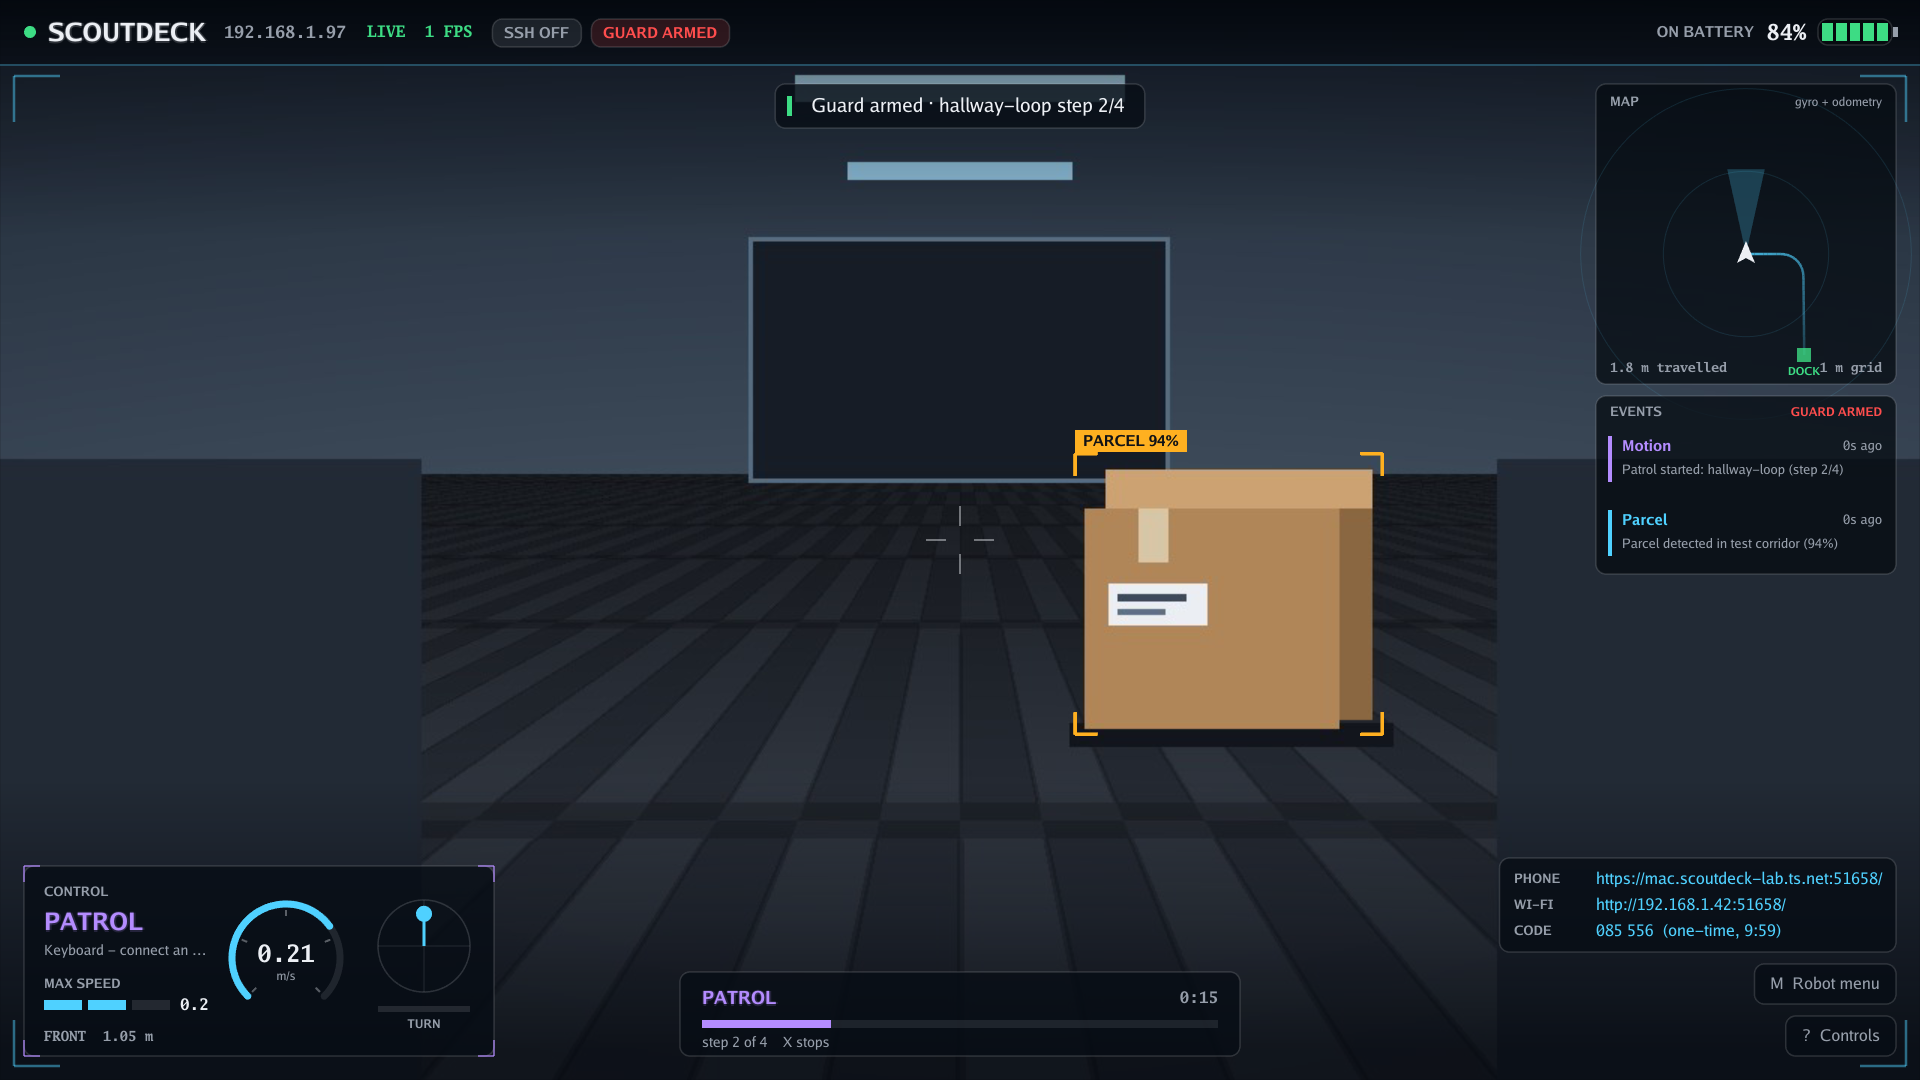 SCOUTDECK 192.168.1.97 LIVE 1 FPS SSH OFF GUARD ARMED ON BATTERY 84%
Guard armed · hallway-loop step 2/4
MAP gyro + odometry
1.8 m travelled DOCK 1 m grid
EVENTS GUARD ARMED
Motion 0s ago
Patrol started: hallway-loop (step 2/4)
Parcel 0s ago
Parcel detected in test corridor (94%)
PARCEL 94%
CONTROL
PATROL
Keyboard – connect an ...
MAX SPEED
0.2
FRONT 1.05 m
0.21
m/s
TURN
PATROL 0:15
step 2 of 4 X stops
PHONE https://mac.scoutdeck-lab.ts.net:51658/
WI-FI http://192.168.1.42:51658/
CODE 085 556 (one-time, 9:59)
M Robot menu
? Controls